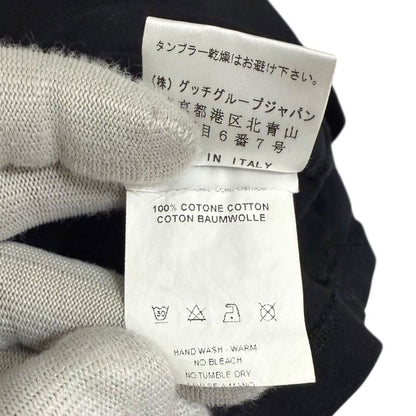 タンブラー乾燥はお避け下さい。
(株) グッチグループジャパン
京都港区北青山
目6番7号
IN ITALY
100% COTONE COTTON
COTON BAUMWOLLE
30
HAND WASH - WARM
NO BLEACH
NO TUMBLE DRY